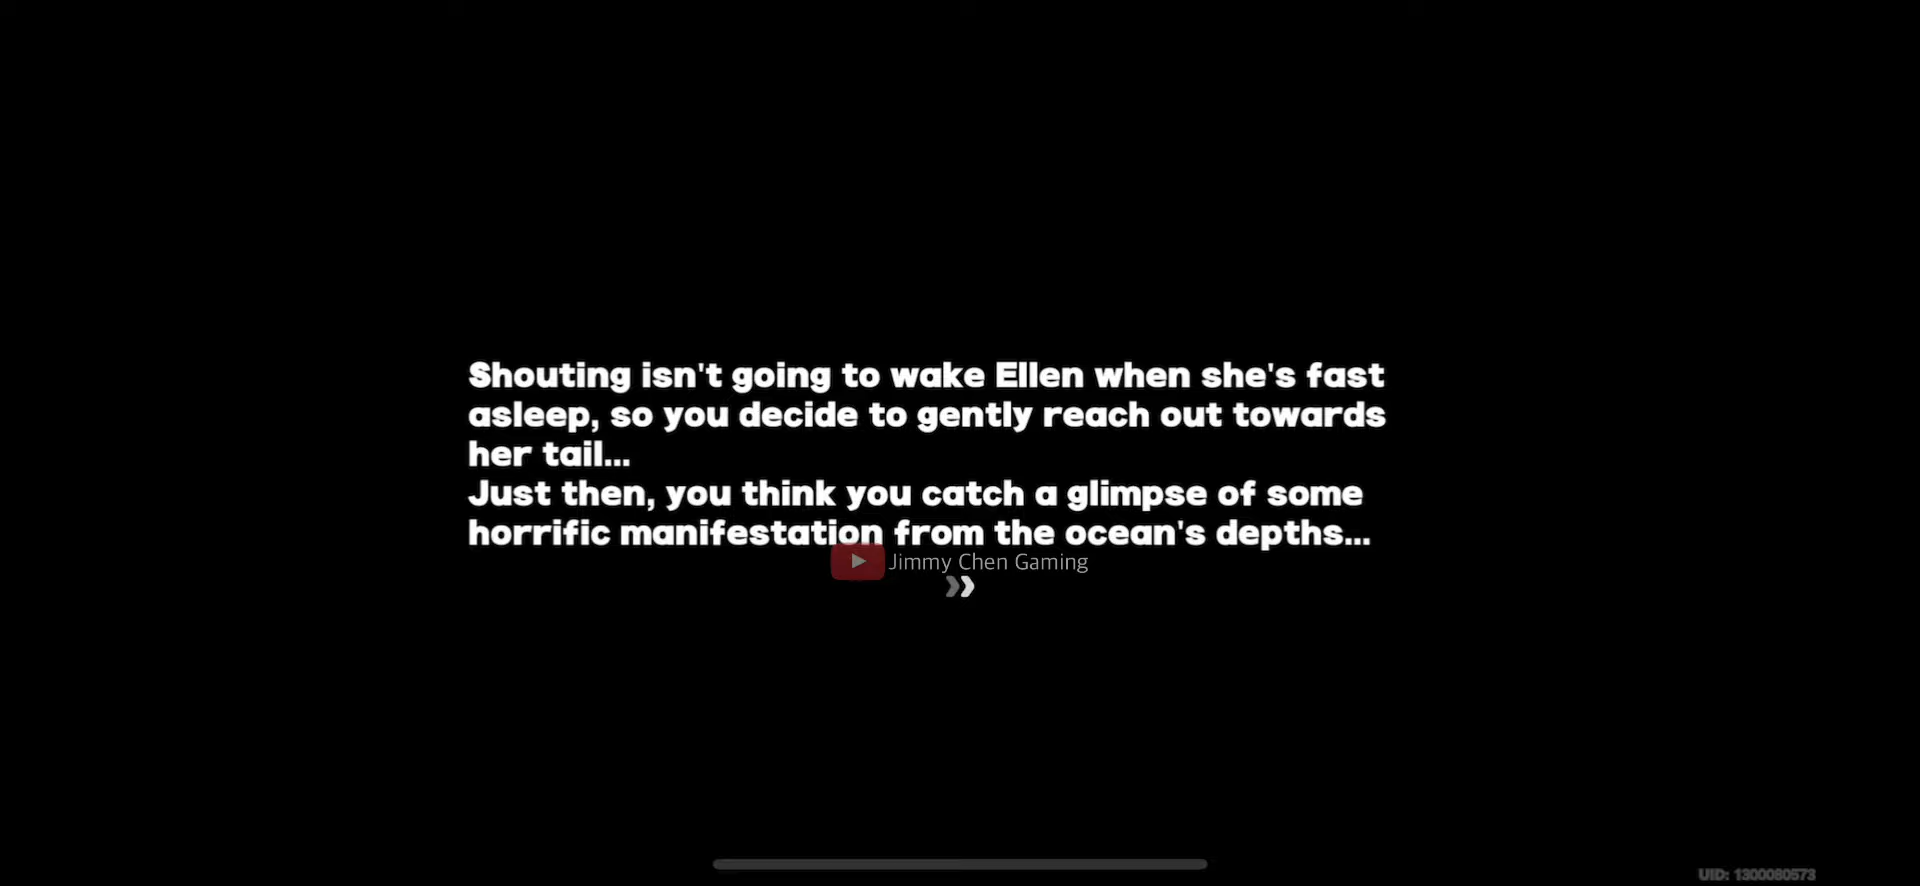 Shouting isn't going to wake Ellen when she's fast
asleep, so you decide to gently reach out towards
her tail...
Just then, you think you catch a glimpse of some
horrific manifestation from the ocean's depths...
Jimmy Chen Gaming
UID: 1300080573